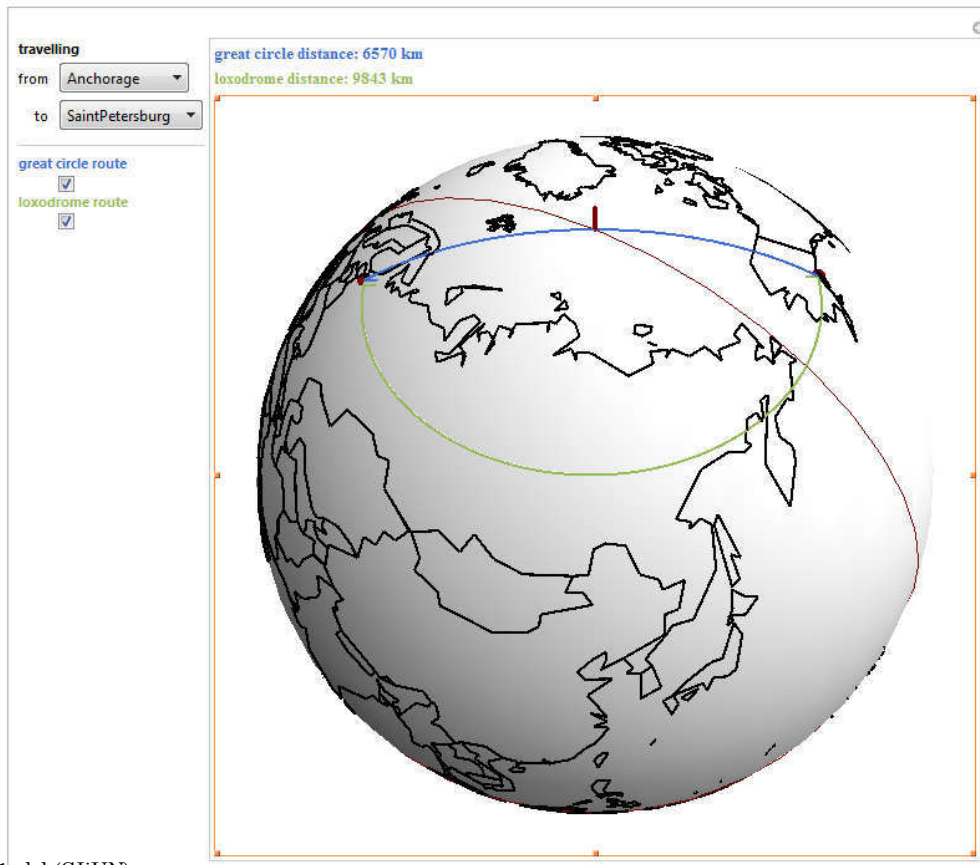 travelling
from Anchorage
to SaintPetersburg
great circle route
loxodrome route
great circle distance: 6570 km
loxodrome distance: 9843 km